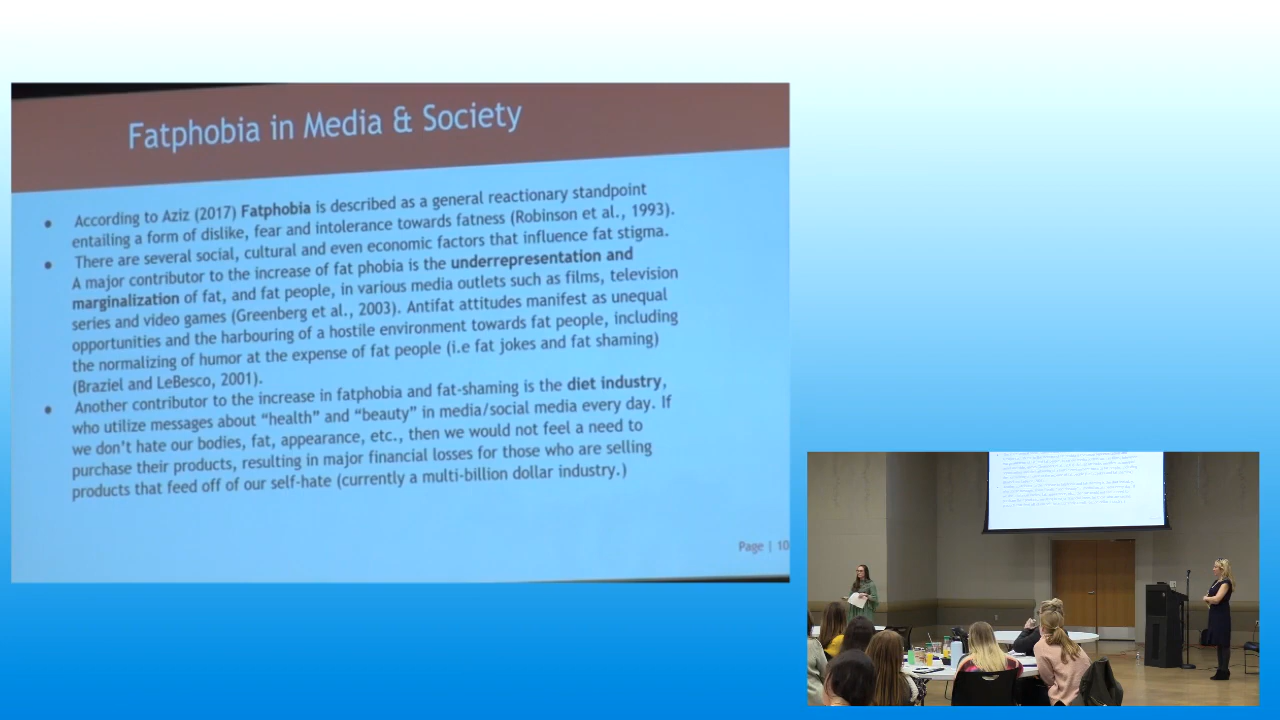 Fatphobia in Media & Society
● According to Aziz (2017) Fatphobia is described as a general reactionary standpoint
entailing a form of dislike, fear and intolerance towards fatness (Robinson et al., 1993).
● There are several social, cultural and even economic factors that influence fat stigma.
A major contributor to the increase of fat phobia is the underrepresentation and
marginalization of fat, and fat people, in various media outlets such as films, television
series and video games (Greenberg et al., 2003). Antifat attitudes manifest as unequal
opportunities and the harbouring of a hostile environment towards fat people, including
the normalizing of humor at the expense of fat people (i.e fat jokes and fat shaming)
(Braziel and LeBesco, 2001).
● Another contributor to the increase in fatphobia and fat-shaming is the diet industry,
who utilize messages about “health” and “beauty” in media/social media every day. If
we don’t hate our bodies, fat, appearance, etc., then we would not feel a need to
purchase their products, resulting in major financial losses for those who are selling
products that feed off of our self-hate (currently a multi-billion dollar industry.)
Page | 10